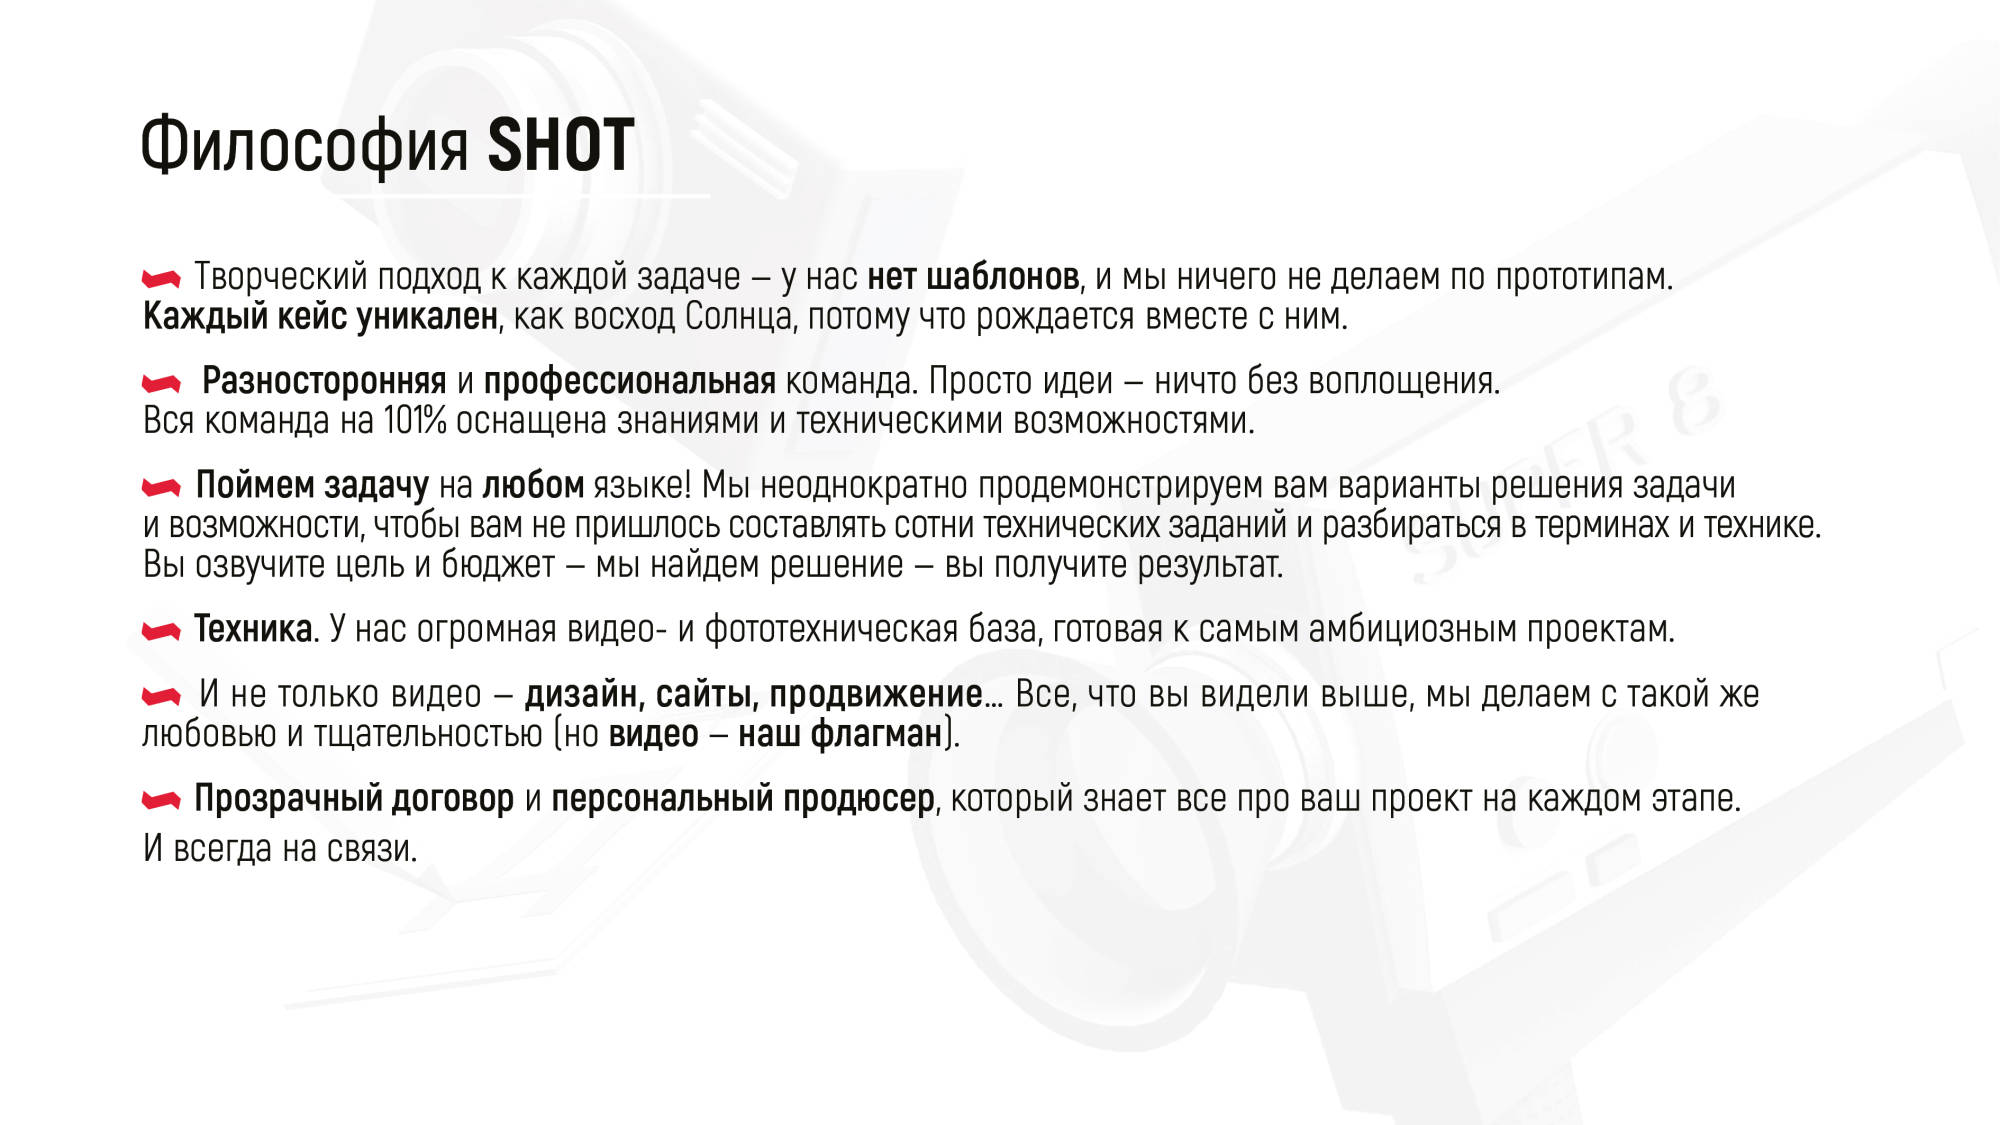 Философия SHOT
Творческий подход к каждой задаче – у нас нет шаблонов, и мы ничего не делаем по прототипам.
Каждый кейс уникален, как восход Солнца, потому что рождается вместе с ним.
Разносторонняя и профессиональная команда. Просто идеи – ничто без воплощения.
Вся команда на 101% оснащена знаниями и техническими возможностями.
Поймем задачу на любом языке! Мы неоднократно продемонстрируем вам варианты решения задачи
и возможности, чтобы вам не пришлось составлять сотни технических заданий и разбираться в терминах и технике.
Вы озвучите цель и бюджет – мы найдем решение – вы получите результат.
Техника. У нас огромная видео- и фототехническая база, готовая к самым амбициозным проектам.
И не только видео – дизайн, сайты, продвижение... Все, что вы видели выше, мы делаем с такой же
любовью и тщательностью (но видео – наш флагман).
Прозрачный договор и персональный продюсер, который знает все про ваш проект на каждом этапе.
И всегда на связи.
SUPER 8